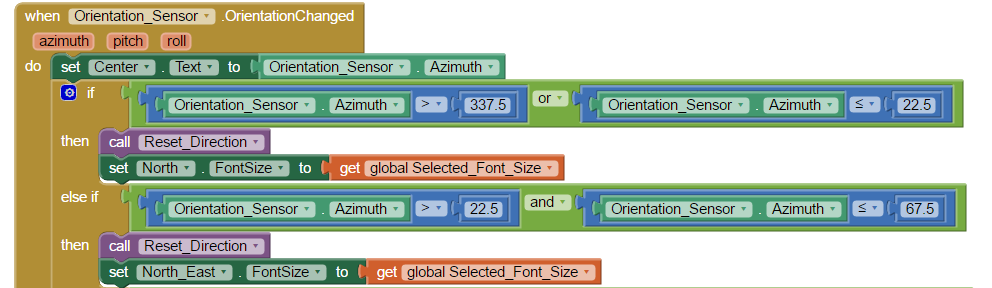 when Orientation_Sensor .OrientationChanged
azimuth pitch roll
do set Center . Text to Orientation_Sensor . Azimuth
if Orientation_Sensor . Azimuth > 337.5 or Orientation_Sensor . Azimuth ≤ 22.5
then call Reset_Direction
set North . FontSize to get global Selected_Font_Size
else if Orientation_Sensor . Azimuth > 22.5 and Orientation_Sensor . Azimuth ≤ 67.5
then call Reset_Direction
set North_East . FontSize to get global Selected_Font_Size